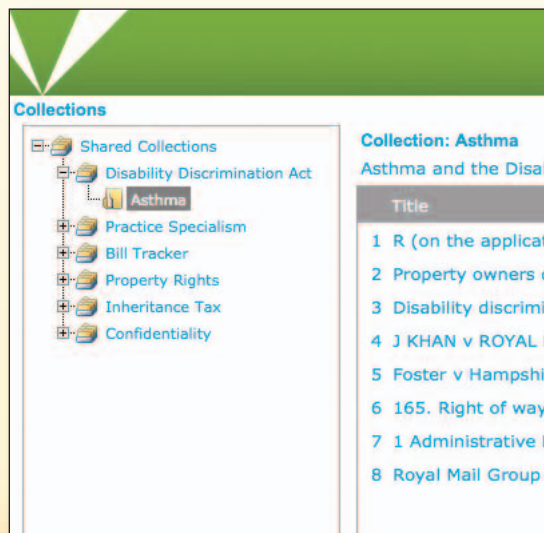 Collections
Shared Collections
Disability Discrimination Act
Asthma
Practice Specialism
Bill Tracker
Property Rights
Inheritance Tax
Confidentiality
Collection: Asthma
Asthma and the Disa
Title
1 R (on the applica
2 Property owners
3 Disability discrimi
4 J KHAN v ROYAL
5 Foster v Hampshi
6 165. Right of way
7 1 Administrative
8 Royal Mail Group